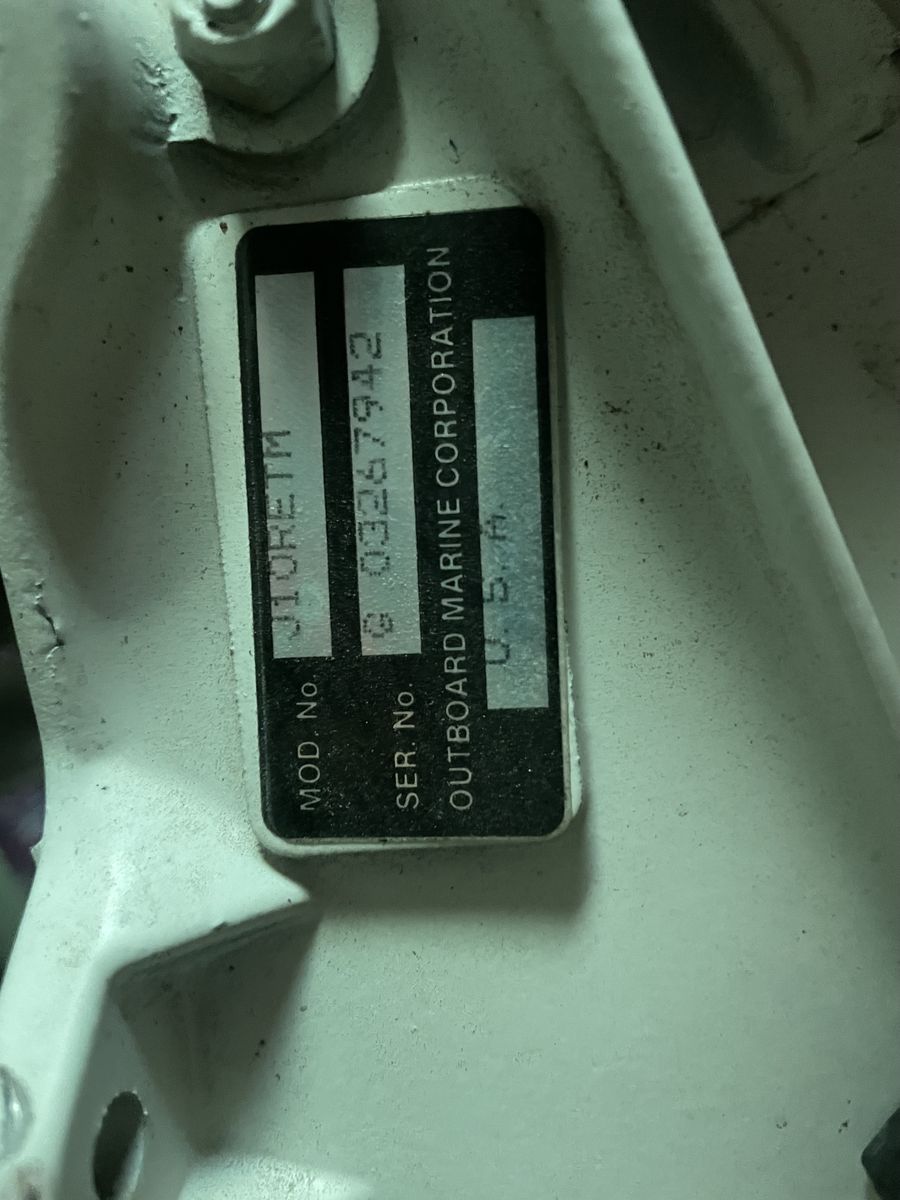 MOD. No. J10RETM
SER. No. G 03267942
OUTBOARD MARINE CORPORATION
U.S.A